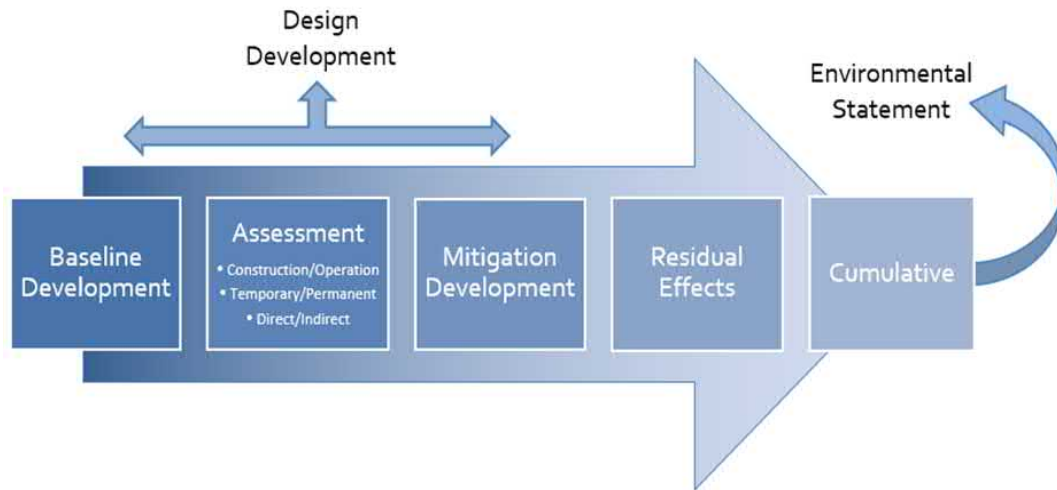 Design
Development
Environmental
Statement
Baseline
Development
Assessment
• Construction/Operation
• Temporary/Permanent
• Direct/Indirect
Mitigation
Development
Residual
Effects
Cumulative